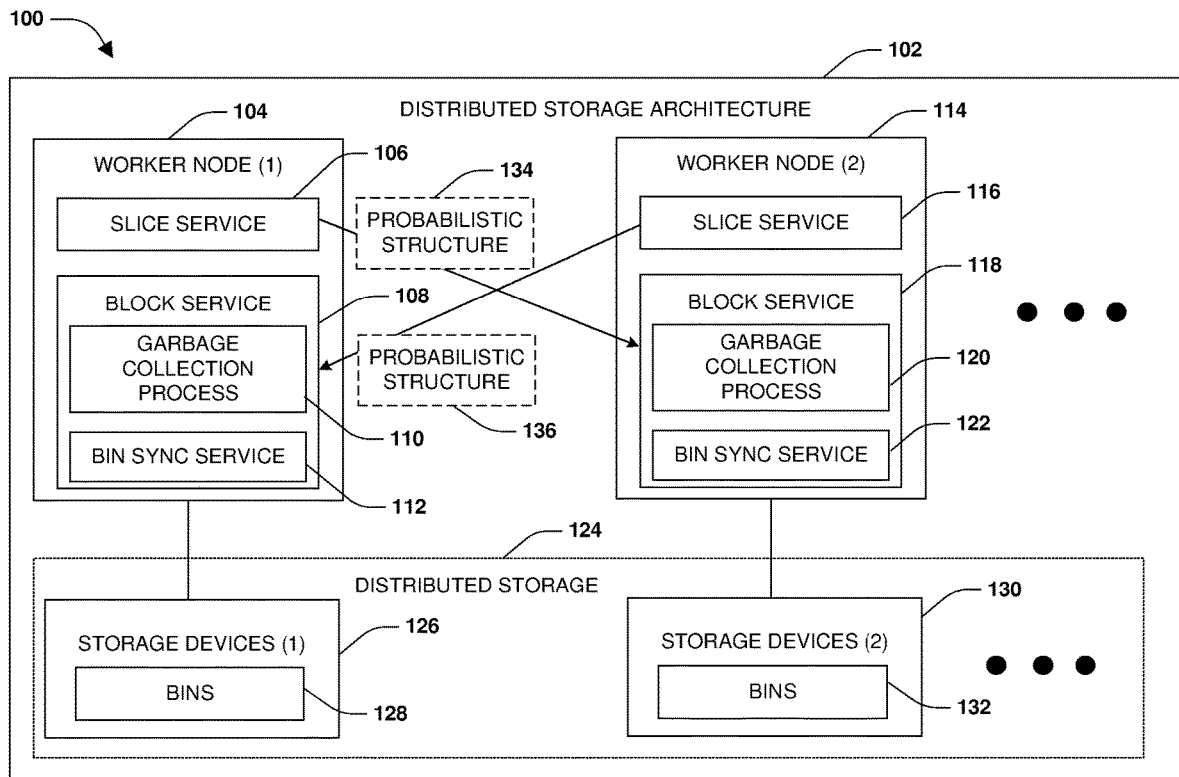 100
102
DISTRIBUTED STORAGE ARCHITECTURE
104
114
WORKER NODE (1)
106
134
WORKER NODE (2)
SLICE SERVICE
PROBABILISTIC
STRUCTURE
SLICE SERVICE
116
BLOCK SERVICE
108
GARBAGE
COLLECTION
PROCESS
110
PROBABILISTIC
STRUCTURE
136
BLOCK SERVICE
118
GARBAGE
COLLECTION
PROCESS
120
BIN SYNC SERVICE
112
BIN SYNC SERVICE
122
124
DISTRIBUTED STORAGE
STORAGE DEVICES (1)
126
BINS
128
STORAGE DEVICES (2)
130
BINS
132